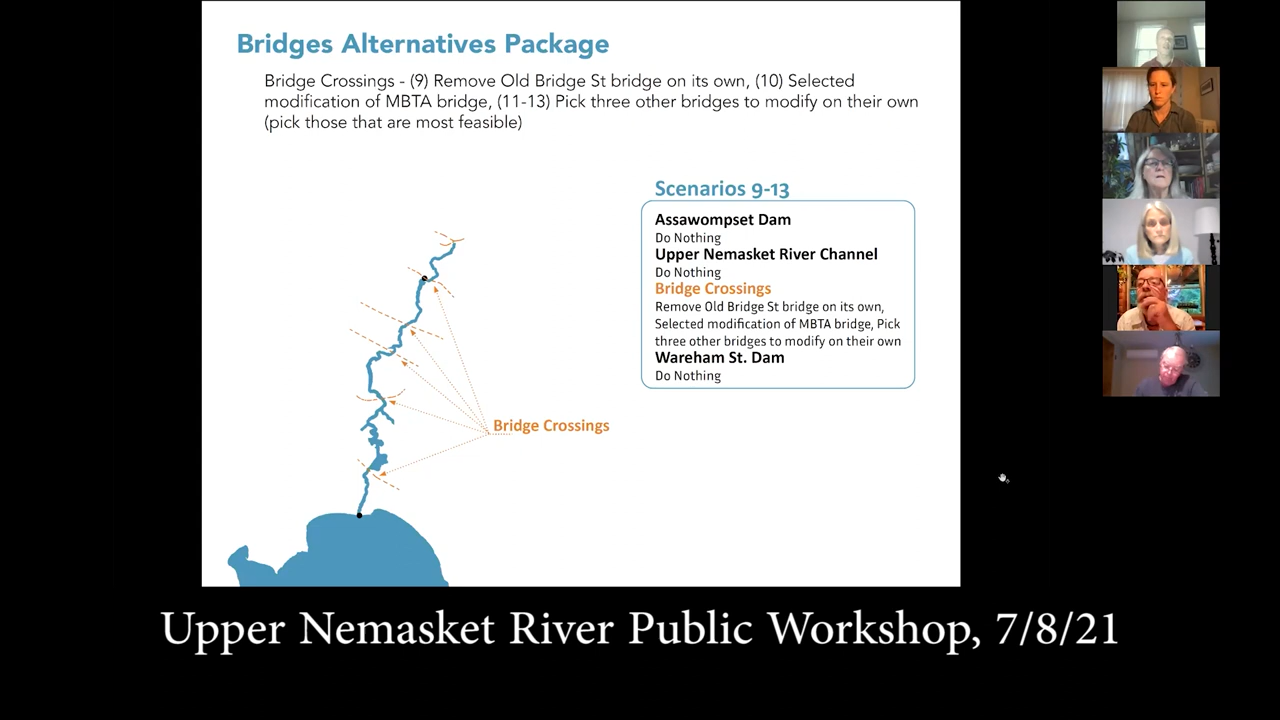 Bridges Alternatives Package
Bridge Crossings - (9) Remove Old Bridge St bridge on its own, (10) Selected
modification of MBTA bridge, (11-13) Pick three other bridges to modify on their own
(pick those that are most feasible)
Scenarios 9-13
Assawompset Dam
Do Nothing
Upper Nemasket River Channel
Do Nothing
Bridge Crossings
Remove Old Bridge St bridge on its own,
Selected modification of MBTA bridge, Pick
three other bridges to modify on their own
Wareham St. Dam
Do Nothing
Bridge Crossings
Upper Nemasket River Public Workshop, 7/8/21